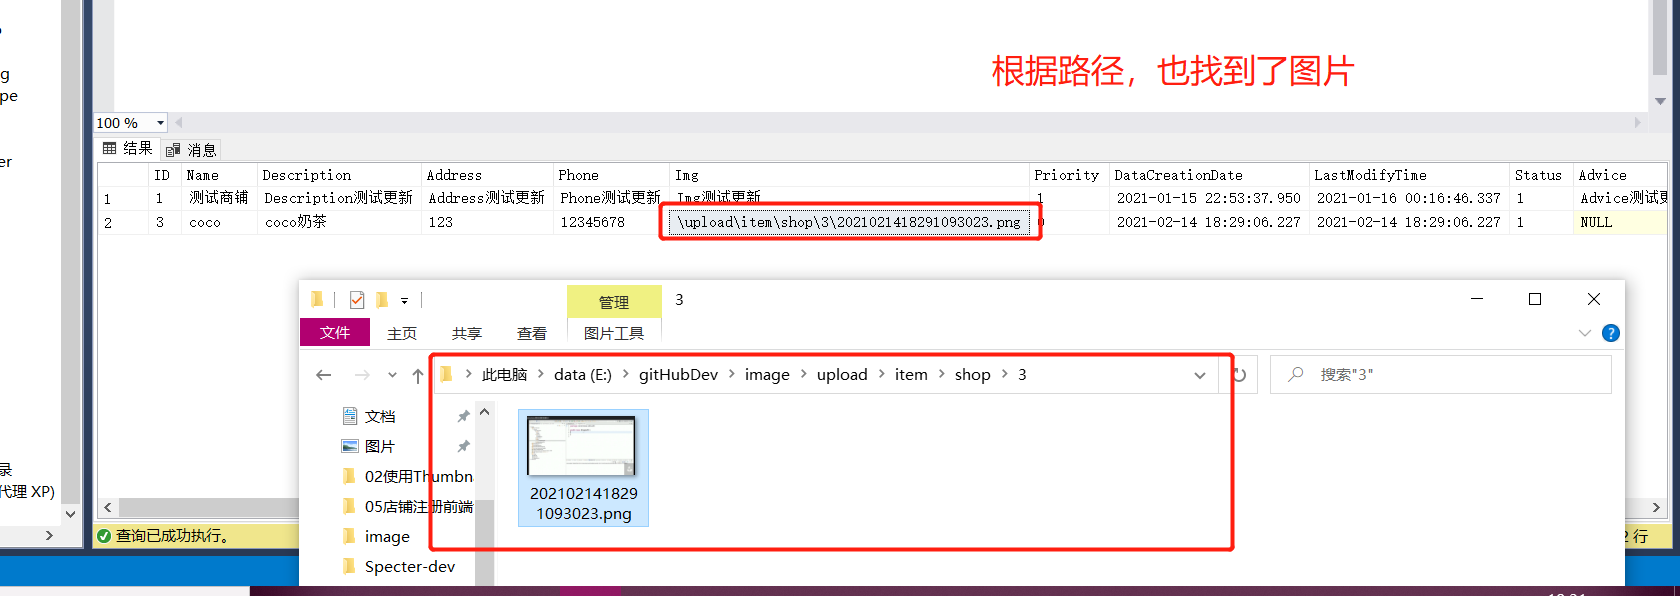 g
pe
er
录
代理 XP)
根据路径，也找到了图片
100 %
结果 消息
ID Name Description Address Phone Img Priority DataCreationDate LastModifyTime Status Advice
1 1 测试商铺 Description测试更新 Address测试更新 Phone测试更新 Img测试更新 1 2021-01-15 22:53:37.950 2021-01-16 00:16:46.337 1 Advice测试更
2 3 coco coco奶茶 123 12345678 \upload\item\shop\3\2021021418291093023.png 0 2021-02-14 18:29:06.227 2021-02-14 18:29:06.227 1 NULL
管理 3
文件 主页 共享 查看 图片工具
此电脑 > data (E:) > gitHubDev > image > upload > item > shop > 3
搜索"3"
文档
图片
02使用Thumbn
05店铺注册前端
image
Specter-dev
202102141829
1093023.png
查询已成功执行。
2 行